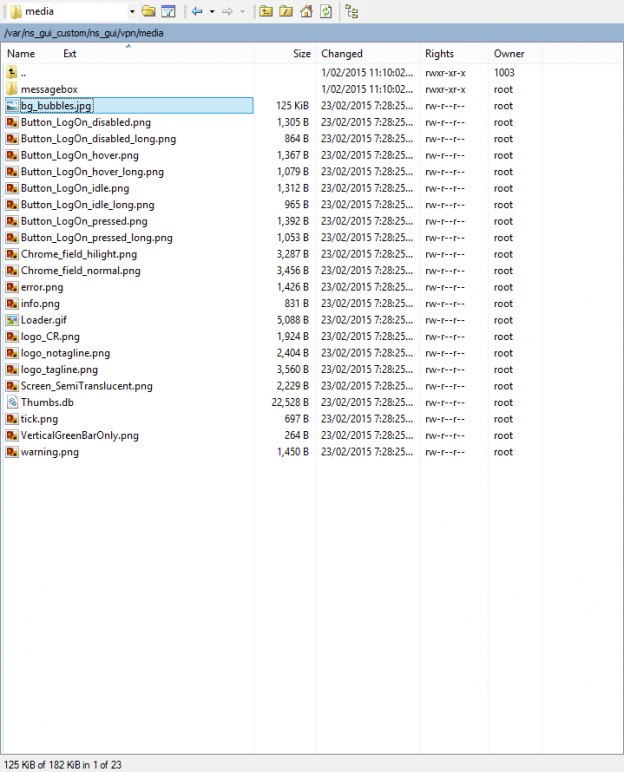 media
/var/ns_gui_custom/ns_gui/vpn/media
Name Ext Size Changed Rights Owner
.. 1/02/2015 11:10:02... rwxr-xr-x 1003
messagebox 1/02/2015 11:10:02... rwxr-xr-x root
bg_bubbles.jpg 125 KiB 23/02/2015 7:28:25... rw-r--r-- root
Button_LogOn_disabled.png 1,305 B 23/02/2015 7:28:25... rw-r--r-- root
Button_LogOn_disabled_long.png 864 B 23/02/2015 7:28:25... rw-r--r-- root
Button_LogOn_hover.png 1,367 B 23/02/2015 7:28:25... rw-r--r-- root
Button_LogOn_hover_long.png 1,079 B 23/02/2015 7:28:25... rw-r--r-- root
Button_LogOn_idle.png 1,312 B 23/02/2015 7:28:25... rw-r--r-- root
Button_LogOn_idle_long.png 965 B 23/02/2015 7:28:25... rw-r--r-- root
Button_LogOn_pressed.png 1,392 B 23/02/2015 7:28:25... rw-r--r-- root
Button_LogOn_pressed_long.png 1,053 B 23/02/2015 7:28:25... rw-r--r-- root
Chrome_field_hilight.png 3,287 B 23/02/2015 7:28:25... rw-r--r-- root
Chrome_field_normal.png 3,456 B 23/02/2015 7:28:25... rw-r--r-- root
error.png 1,426 B 23/02/2015 7:28:25... rw-r--r-- root
info.png 831 B 23/02/2015 7:28:25... rw-r--r-- root
Loader.gif 5,088 B 23/02/2015 7:28:25... rw-r--r-- root
logo_CR.png 1,924 B 23/02/2015 7:28:25... rw-r--r-- root
logo_notagline.png 2,404 B 23/02/2015 7:28:25... rw-r--r-- root
logo_tagline.png 3,560 B 23/02/2015 7:28:25... rw-r--r-- root
Screen_SemiTranslucent.png 2,229 B 23/02/2015 7:28:25... rw-r--r-- root
Thumbs.db 22,528 B 23/02/2015 7:28:25... rw-r--r-- root
tick.png 697 B 23/02/2015 7:28:25... rw-r--r-- root
VerticalGreenBarOnly.png 264 B 23/02/2015 7:28:25... rw-r--r-- root
warning.png 1,450 B 23/02/2015 7:28:25... rw-r--r-- root
125 KiB of 182 KiB in 1 of 23